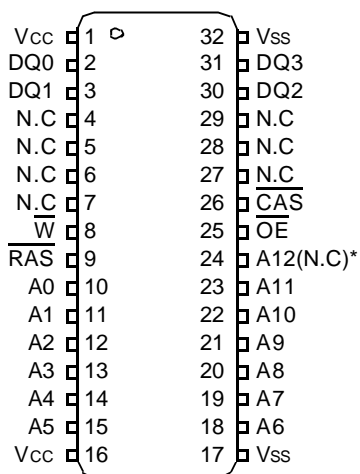 VCC 1 32 VSS
DQ0 2 31 DQ3
DQ1 3 30 DQ2
N.C 4 29 N.C
N.C 5 28 N.C
N.C 6 27 N.C
N.C 7 26 CAS
W 8 25 OE
RAS 9 24 A12(N.C)*
A0 10 23 A11
A1 11 22 A10
A2 12 21 A9
A3 13 20 A8
A4 14 19 A7
A5 15 18 A6
VCC 16 17 VSS